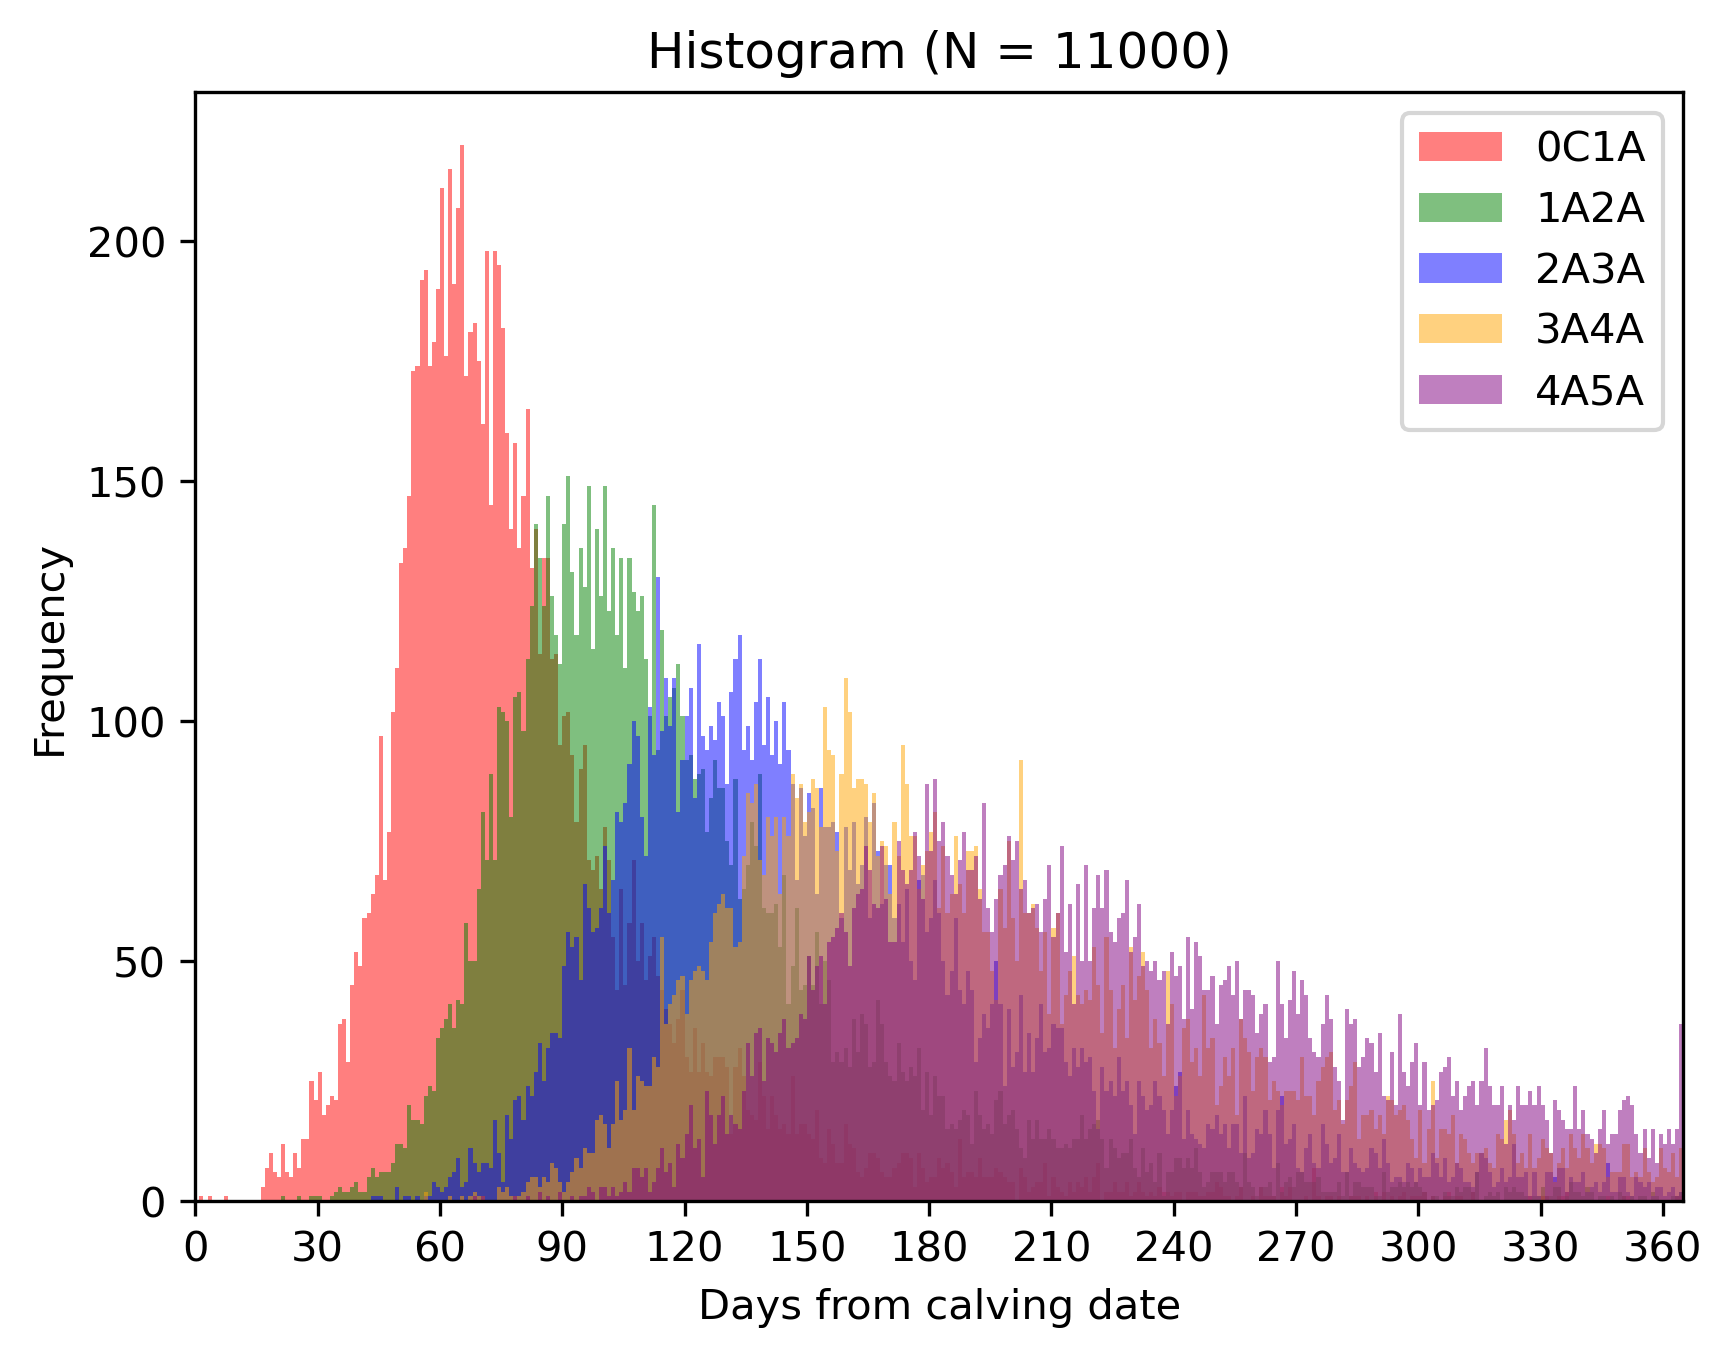 Histogram (N = 11000)
0C1A
1A2A
2A3A
3A4A
4A5A
Frequency
200
150
100
50
0
0 30 60 90 120 150 180 210 240 270 300 330 360
Days from calving date